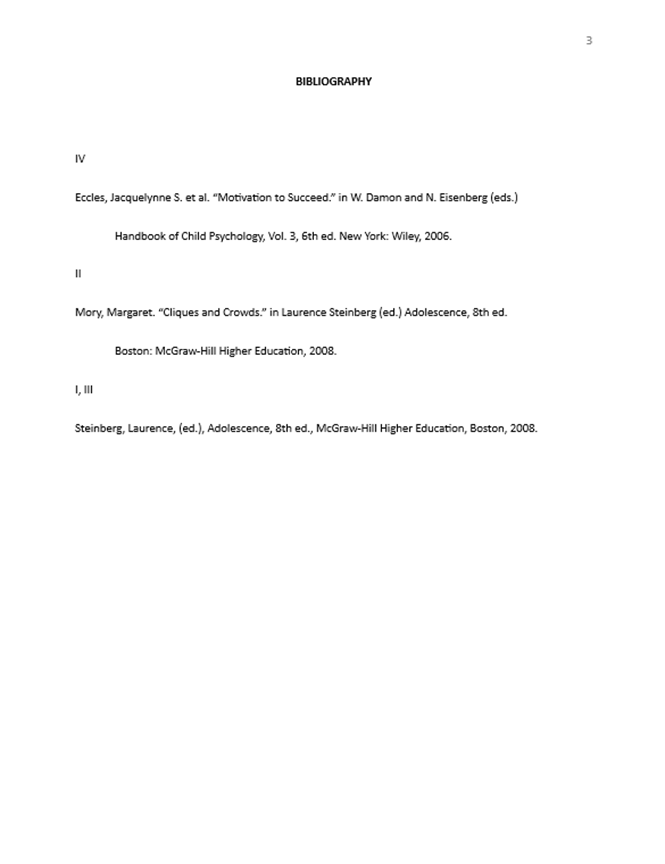 3
BIBLIOGRAPHY
IV
Eccles, Jacquelynne S. et al. “Motivation to Succeed.” in W. Damon and N. Eisenberg (eds.)
Handbook of Child Psychology, Vol. 3, 6th ed. New York: Wiley, 2006.
II
Mory, Margaret. “Cliques and Crowds.” in Laurence Steinberg (ed.) Adolescence, 8th ed.
Boston: McGraw-Hill Higher Education, 2008.
I, III
Steinberg, Laurence, (ed.), Adolescence, 8th ed., McGraw-Hill Higher Education, Boston, 2008.